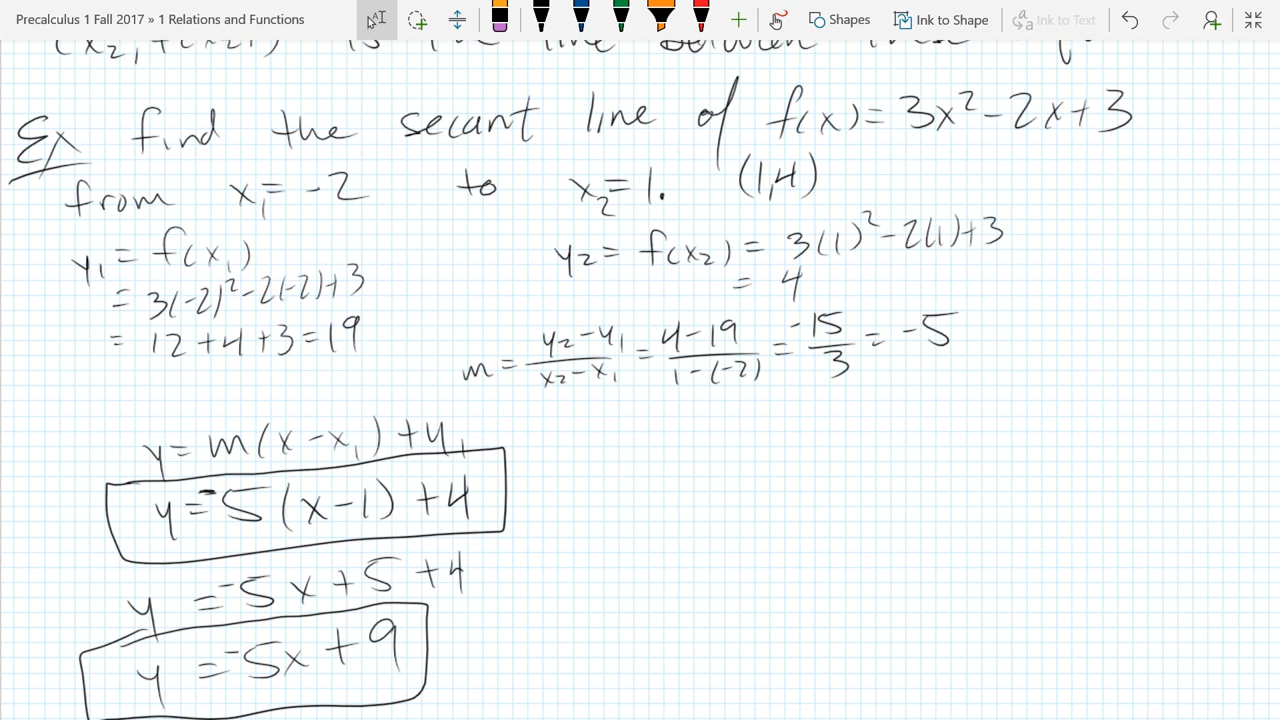 Precalculus 1 Fall 2017 » 1 Relations and Functions
Shapes
Ink to Shape
Ink to Text
Ex find the secant line of f(x) = 3x² - 2x + 3
from x₁ = -2 to x₂ = 1. (1,4)
y₁ = f(x₁)
= 3(-2)² - 2(-2) + 3
= 12 + 4 + 3 = 19
y₂ = f(x₂) = 3(1)² - 2(1) + 3
= 4
m = (y₂ - y₁)/(x₂ - x₁) = (4 - 19)/(1 - (-2)) = -15/3 = -5
y = m(x - x₁) + y₁
y = -5(x - 1) + 4
y = -5x + 5 + 4
y = -5x + 9